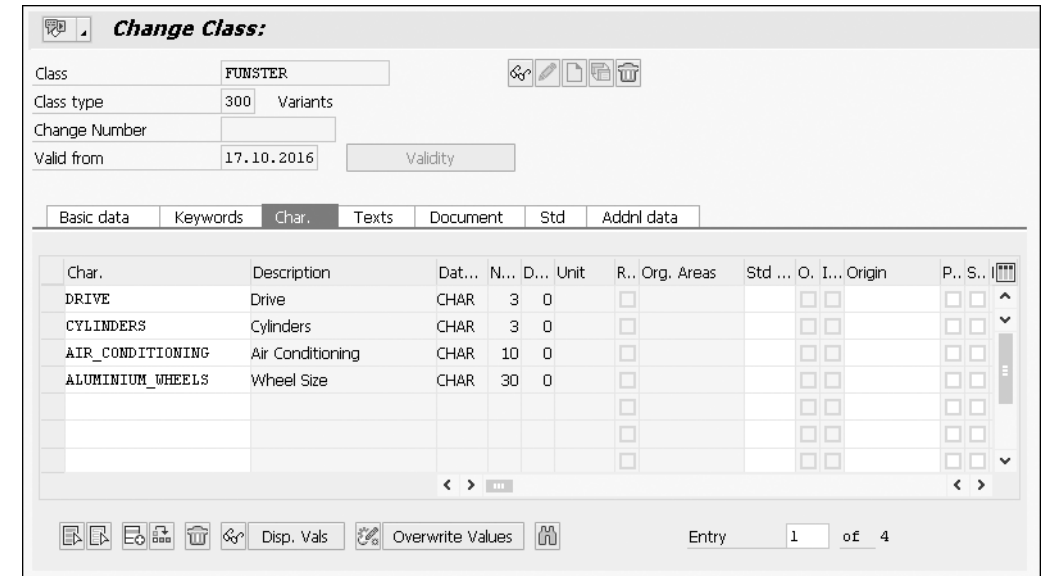 Change Class:
Class FUNSTER
Class type 300 Variants
Change Number
Valid from 17.10.2016 Validity
Basic data Keywords Char. Texts Document Std Addnl data
Char. Description Dat... N... D... Unit R.. Org. Areas Std ... O. I... Origin P.. S.. I
DRIVE Drive CHAR 3 0
CYLINDERS Cylinders CHAR 3 0
AIR_CONDITIONING Air Conditioning CHAR 10 0
ALUMINIUM_WHEELS Wheel Size CHAR 30 0
Disp. Vals Overwrite Values Entry 1 of 4